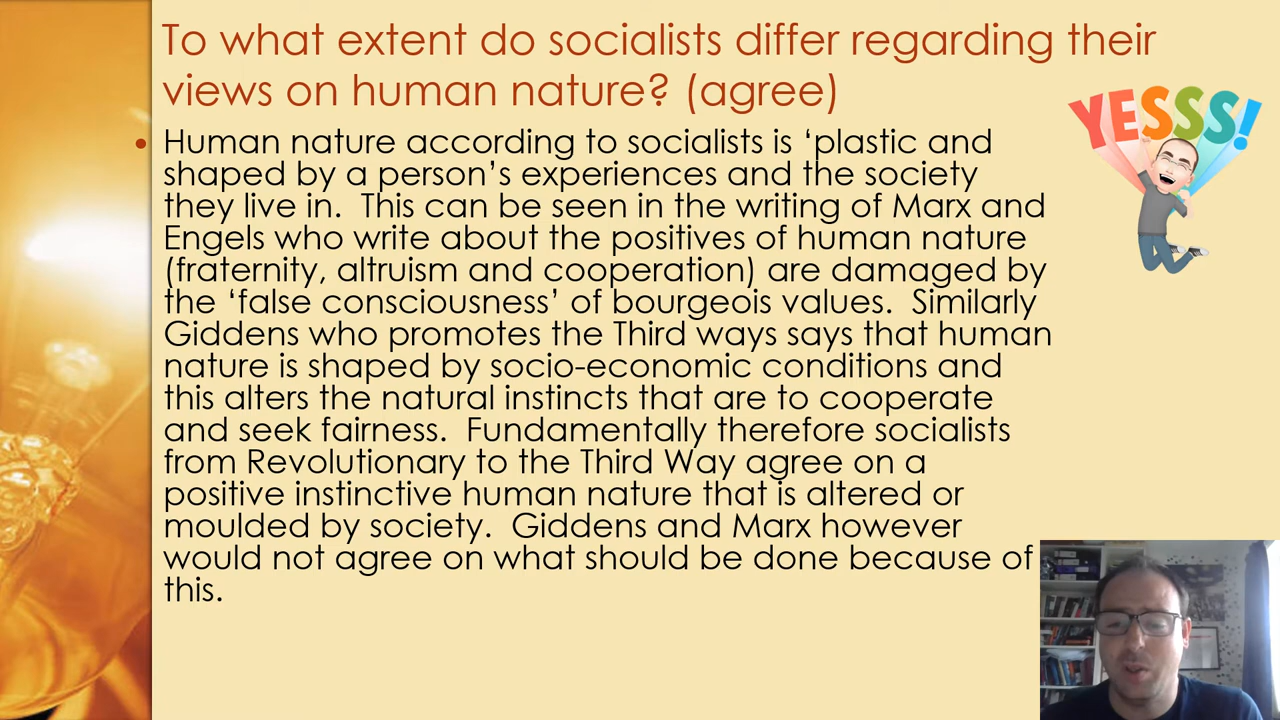 To what extent do socialists differ regarding their
views on human nature? (agree)
YESSS!
• Human nature according to socialists is ‘plastic and
shaped by a person’s experiences and the society
they live in.  This can be seen in the writing of Marx and
Engels who write about the positives of human nature
(fraternity, altruism and cooperation) are damaged by
the ‘false consciousness’ of bourgeois values.  Similarly
Giddens who promotes the Third ways says that human
nature is shaped by socio-economic conditions and
this alters the natural instincts that are to cooperate
and seek fairness.  Fundamentally therefore socialists
from Revolutionary to the Third Way agree on a
positive instinctive human nature that is altered or
moulded by society.  Giddens and Marx however
would not agree on what should be done because of
this.